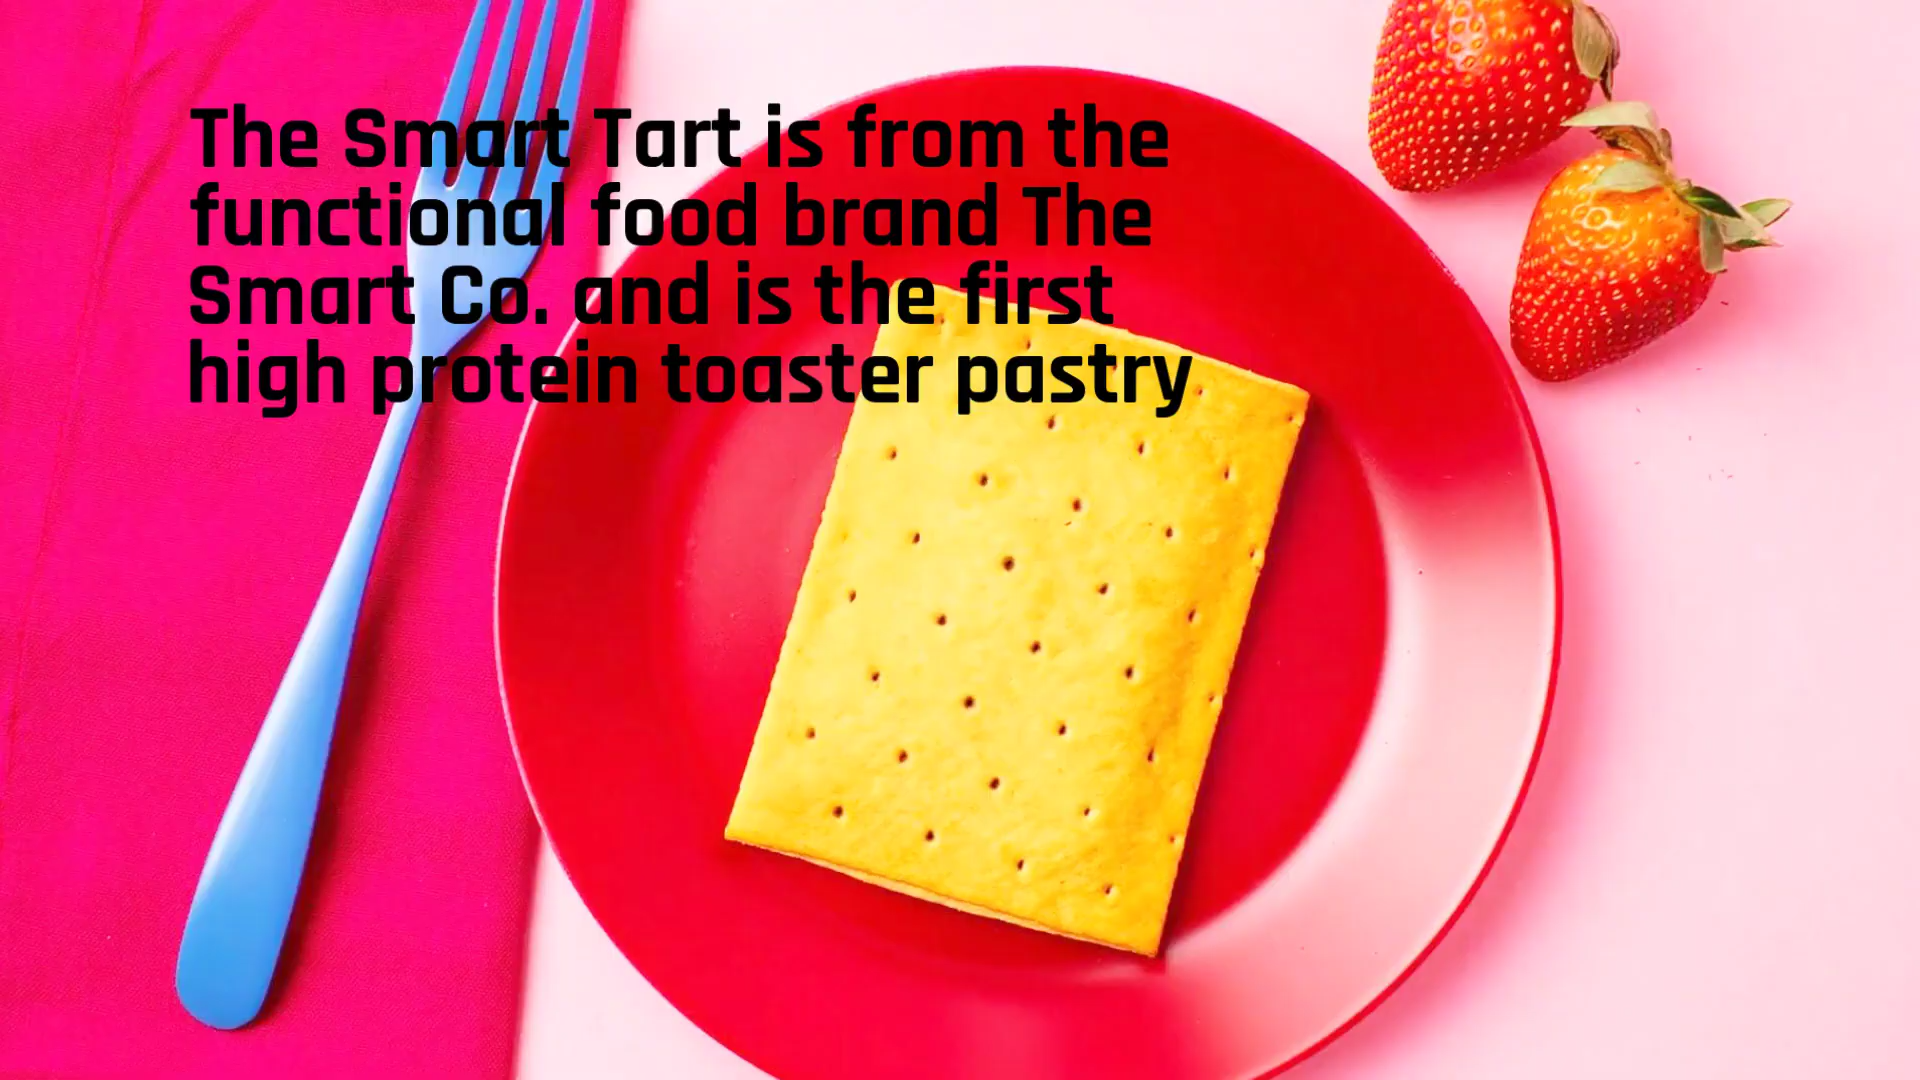 The Smart Tart is from the
functional food brand The
Smart Co. and is the first
high protein toaster pastry